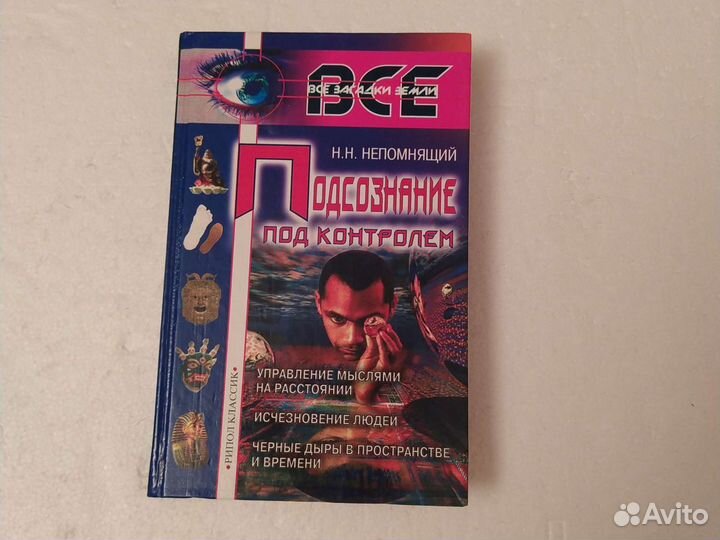 ВСЕ
ВСЕ ЗАГАДКИ ЗЕМЛИ
Н.Н. НЕПОМНЯЩИЙ
ПОДСОЗНАНИЕ
ПОД КОНТРОЛЕМ
УПРАВЛЕНИЕ МЫСЛЯМИ
НА РАССТОЯНИИ
ИСЧЕЗНОВЕНИЕ ЛЮДЕЙ
ЧЕРНЫЕ ДЫРЫ В ПРОСТРАНСТВЕ
И ВРЕМЕНИ
•РИПОЛ КЛАССИК•
Avito